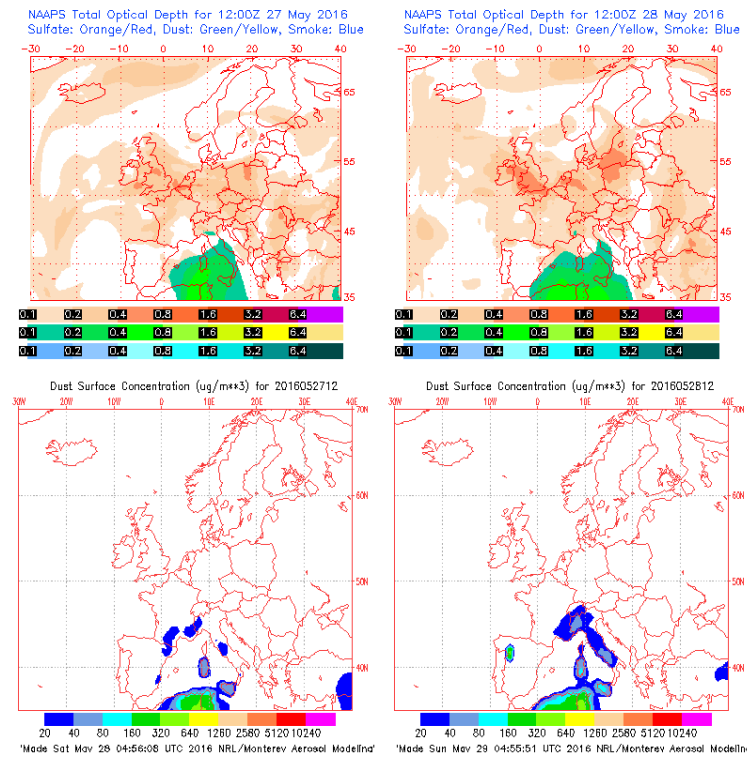 NAAPS Total Optical Depth for 12:00Z 27 May 2016
Sulfate: Orange/Red, Dust: Green/Yellow, Smoke: Blue
-30 -20 -10 0 10 20 30 40
65
55
45
35
0.1 0.2 0.4 0.8 1.6 3.2 6.4
0.1 0.2 0.4 0.8 1.6 3.2 6.4
0.1 0.2 0.4 0.8 1.6 3.2 6.4
NAAPS Total Optical Depth for 12:00Z 28 May 2016
Sulfate: Orange/Red, Dust: Green/Yellow, Smoke: Blue
-30 -20 -10 0 10 20 30 40
65
55
45
35
0.1 0.2 0.4 0.8 1.6 3.2 6.4
0.1 0.2 0.4 0.8 1.6 3.2 6.4
0.1 0.2 0.4 0.8 1.6 3.2 6.4
Dust Surface Concentration (ug/m**3) for 2016052712
30W 20W 10W 0 10E 20E 30E 40E
70N
60N
50N
40N
20 40 80 160 320 640 1280 2560 5120 10240
'Made Sat May 28 04:56:08 UTC 2016 NRL/Monterey Aerosol Modeling'
Dust Surface Concentration (ug/m**3) for 2016052812
30W 20W 10W 0 10E 20E 30E 40E
70N
60N
50N
40N
20 40 80 160 320 640 1280 2560 5120 10240
'Made Sun May 29 04:55:51 UTC 2016 NRL/Monterey Aerosol Modeling